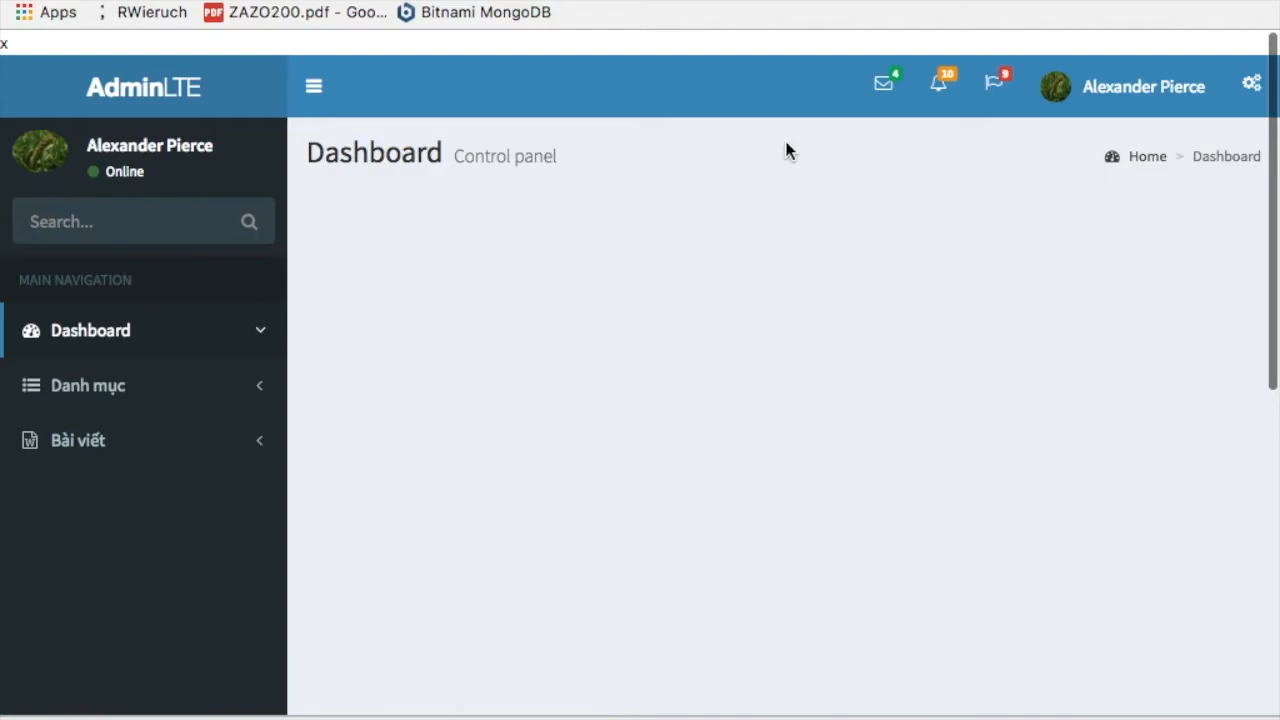 Apps RWieruch PDF ZAZO200.pdf - Goo... Bitnami MongoDB
x
AdminLTE 4 10 9 Alexander Pierce
Alexander Pierce
Online
Dashboard Control panel Home > Dashboard
Search...
MAIN NAVIGATION
Dashboard
Danh mục
Bài viết